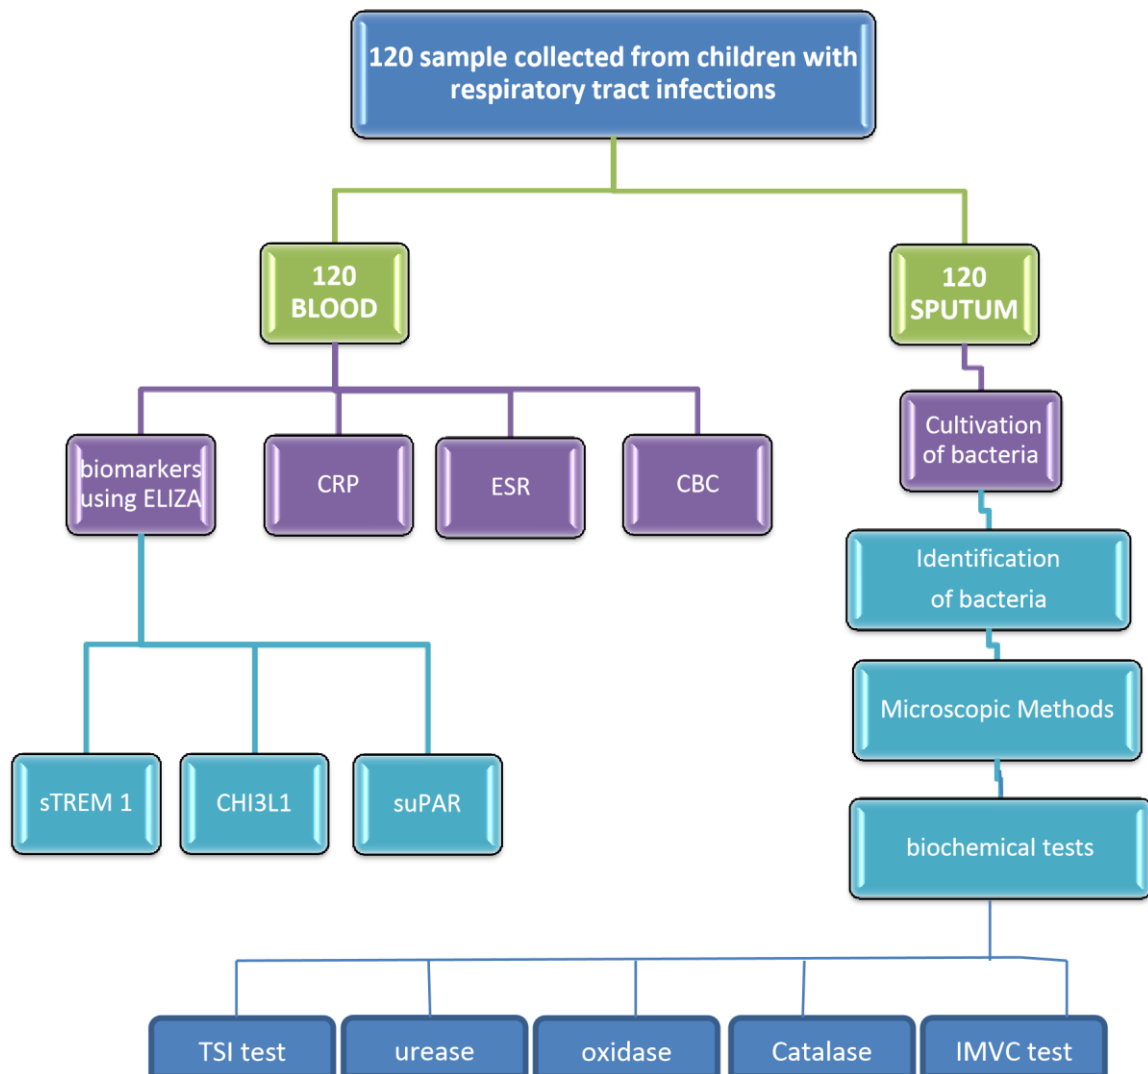 120 sample collected from children with
respiratory tract infections
120
BLOOD
120
SPUTUM
biomarkers
using ELIZA
CRP
ESR
CBC
Cultivation
of bacteria
Identification
of bacteria
Microscopic Methods
sTREM 1
CHI3L1
suPAR
biochemical tests
TSI test
urease
oxidase
Catalase
IMVC test